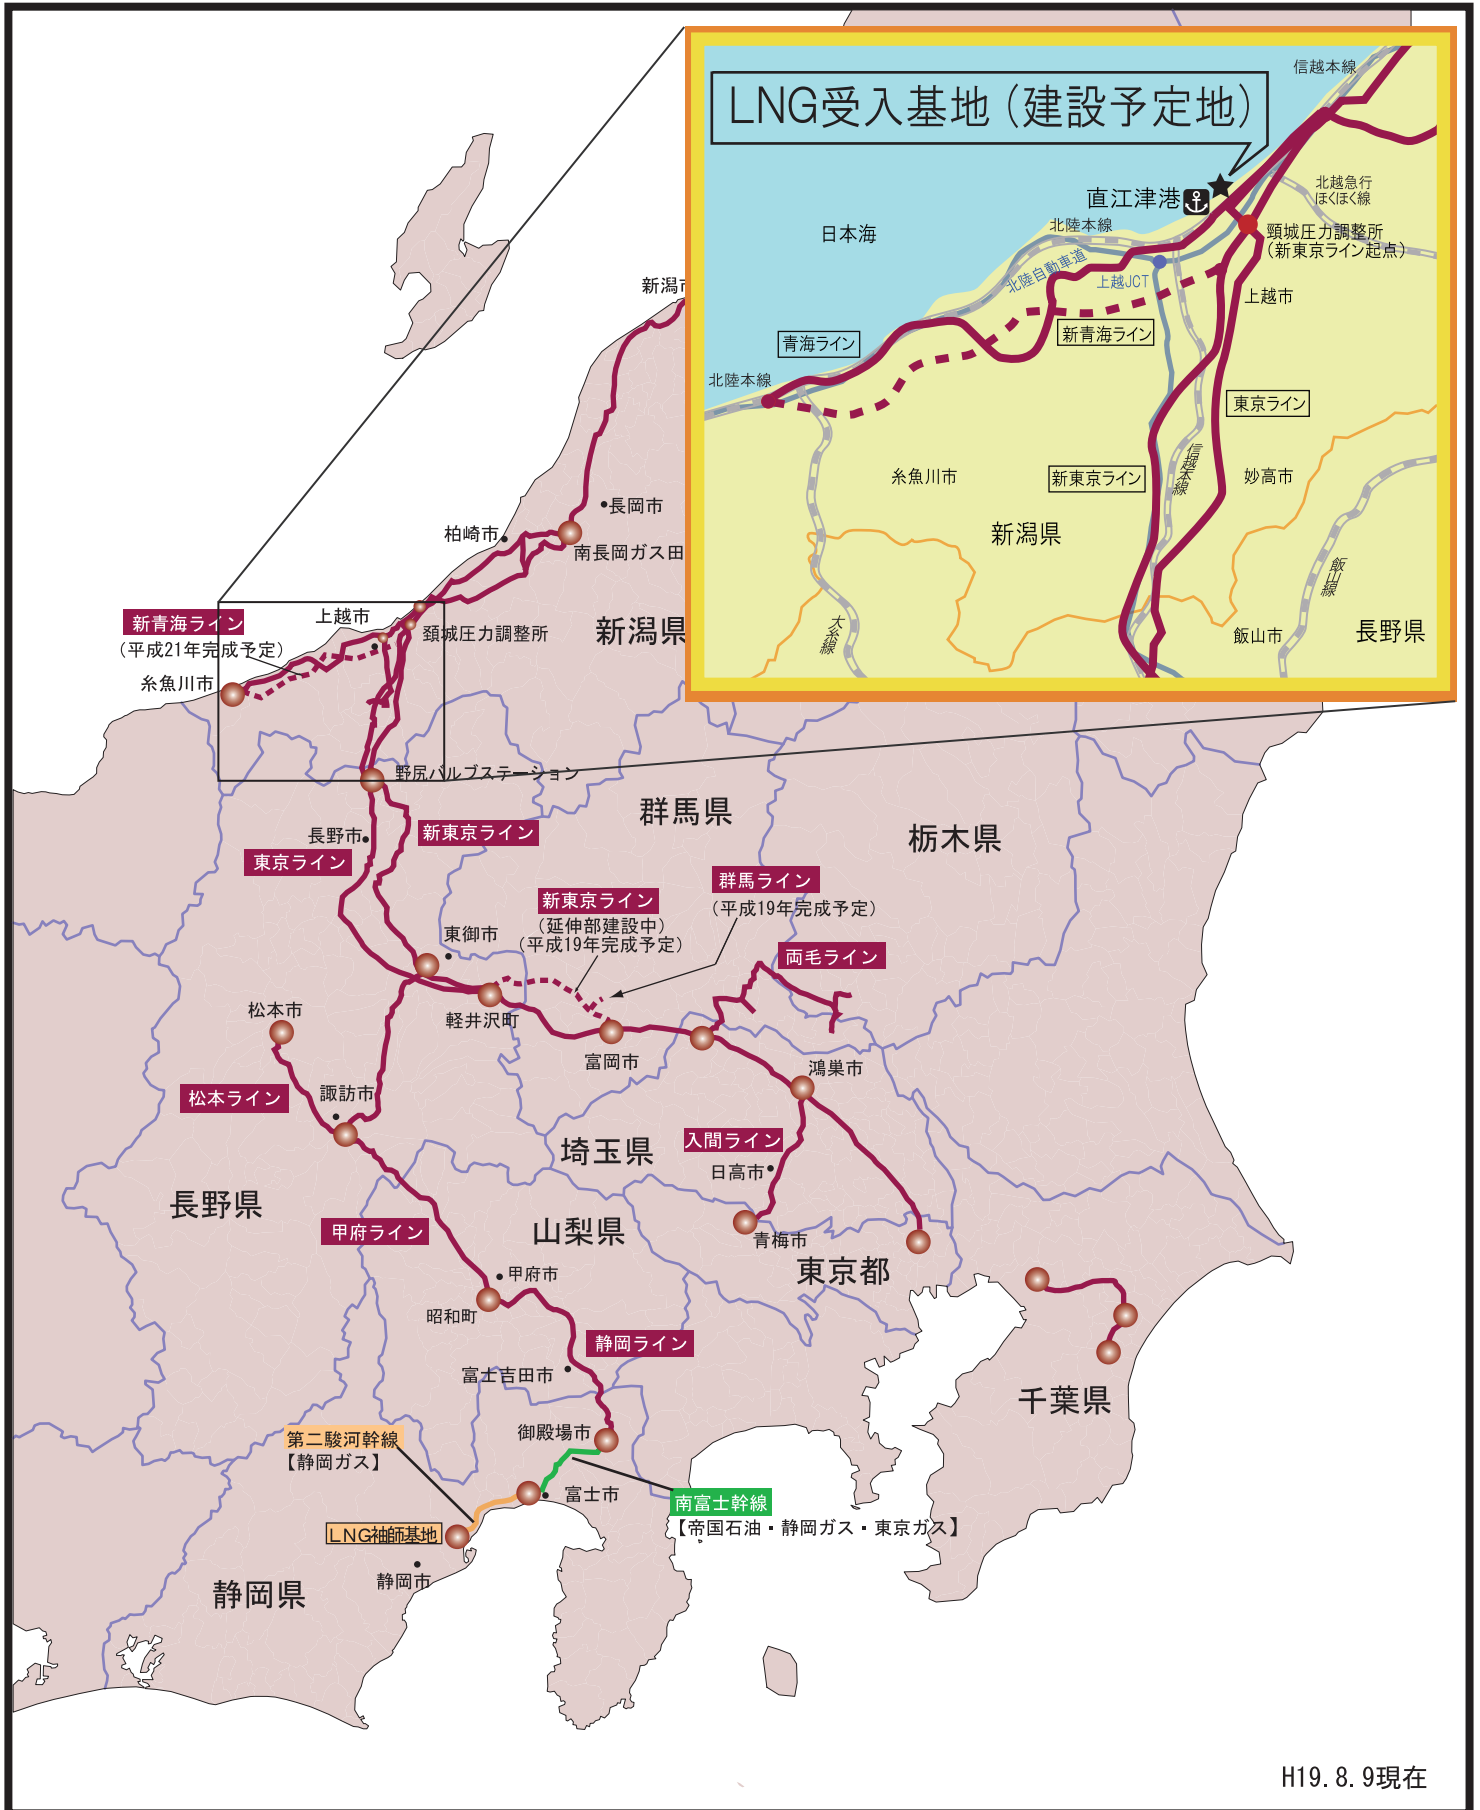 信越本線
LNG受入基地（建設予定地）
直江津港
北越急行
ほくほく線
日本海
北陸本線
頸城圧力調整所
（新東京ライン起点）
北陸自動車道
上越JCT
上越市
青海ライン
新青海ライン
北陸本線
東京ライン
糸魚川市
新東京ライン
信越本線
妙高市
新潟県
飯山線
大糸線
飯山市
長野県
新潟
長岡市
柏崎市
南長岡ガス田
新青海ライン
（平成21年完成予定）
上越市
頸城圧力調整所
新潟県
糸魚川市
野尻バルブステーション
群馬県
栃木県
長野市
新東京ライン
東京ライン
群馬ライン
（平成19年完成予定）
新東京ライン
（延伸部建設中）
（平成19年完成予定）
東御市
両毛ライン
松本市
軽井沢町
富岡市
鴻巣市
松本ライン
諏訪市
埼玉県
入間ライン
日高市
長野県
甲府ライン
山梨県
青梅市
東京都
甲府市
昭和町
静岡ライン
富士吉田市
千葉県
御殿場市
第二駿河幹線
【静岡ガス】
富士市
南富士幹線
【帝国石油・静岡ガス・東京ガス】
LNG袖師基地
静岡市
静岡県
H19.8.9現在